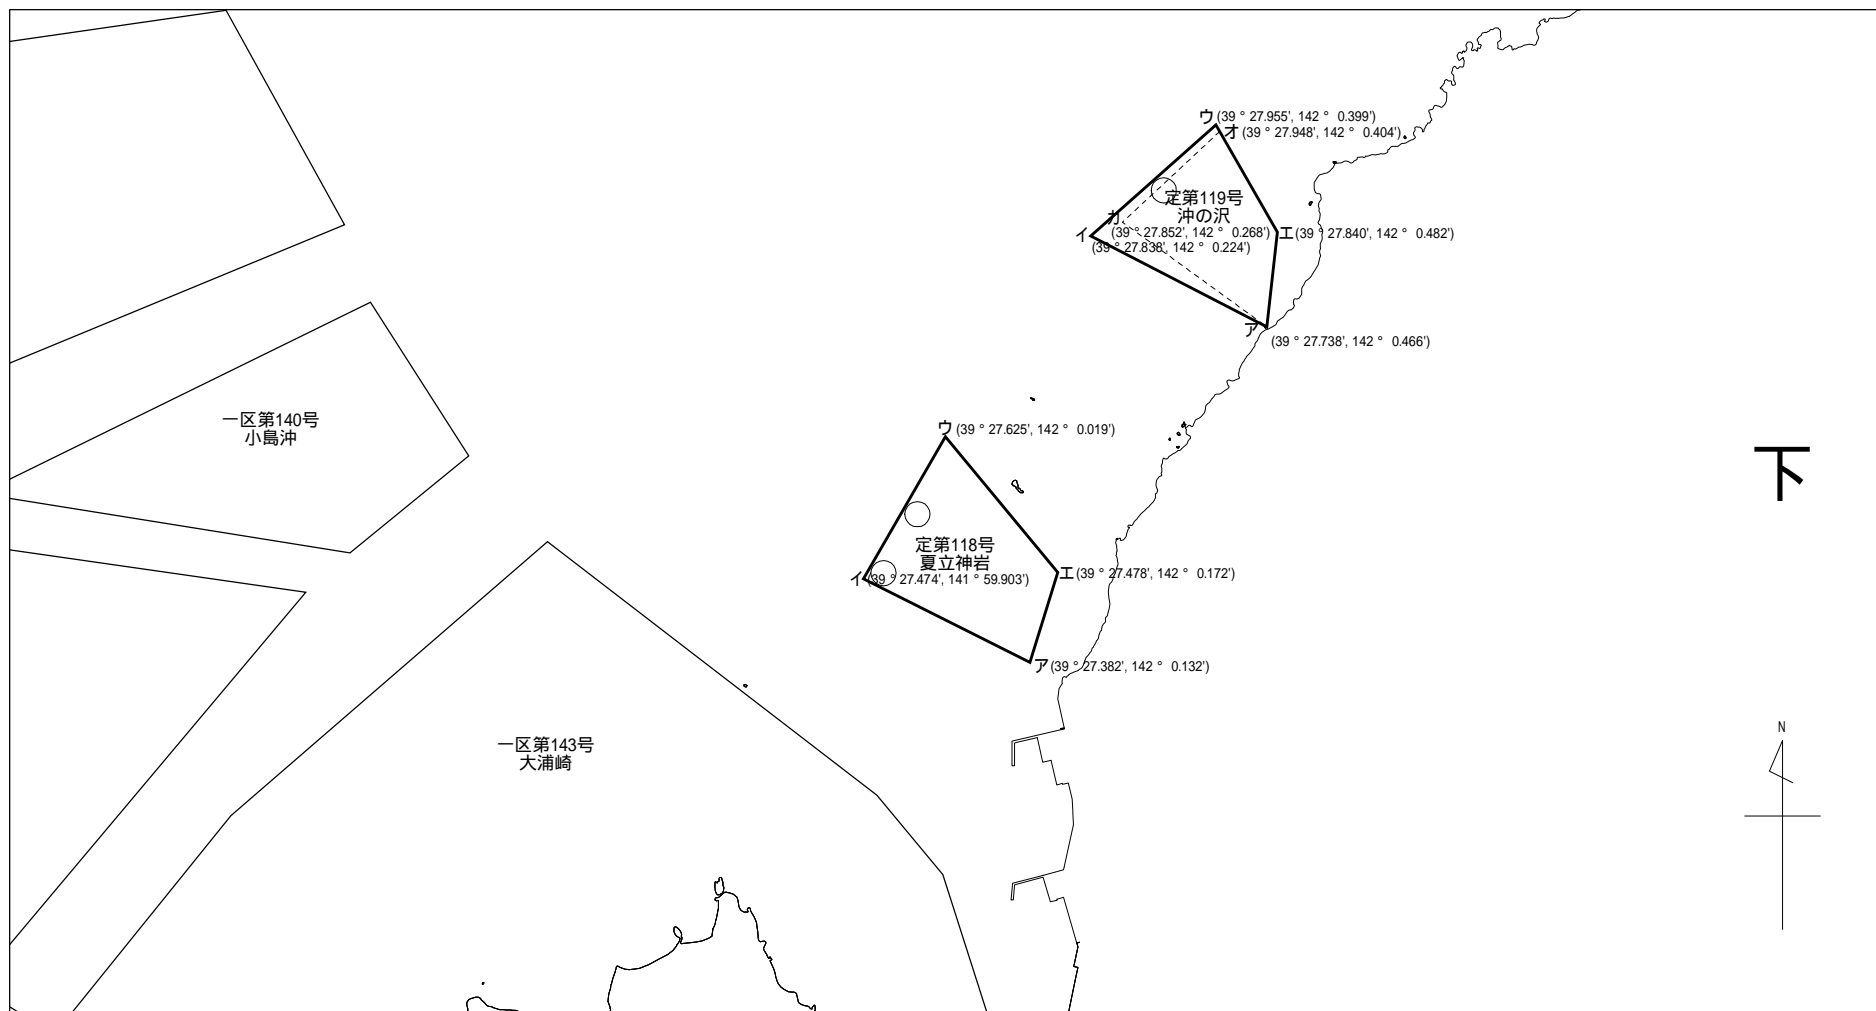 ウ(39 ° 27.955', 142 ° 0.399')
オ(39 ° 27.948', 142 ° 0.404')
定第119号
沖の沢
カ
(39 ° 27.852', 142 ° 0.268')
イ
(39 ° 27.838', 142 ° 0.224')
エ(39 ° 27.840', 142 ° 0.482')
ア
(39 ° 27.738', 142 ° 0.466')
一区第140号
小島沖
ウ(39 ° 27.625', 142 ° 0.019')
下
定第118号
夏立神岩
イ(39 ° 27.474', 141 ° 59.903')
エ(39 ° 27.478', 142 ° 0.172')
ア(39 ° 27.382', 142 ° 0.132')
一区第143号
大浦崎
N